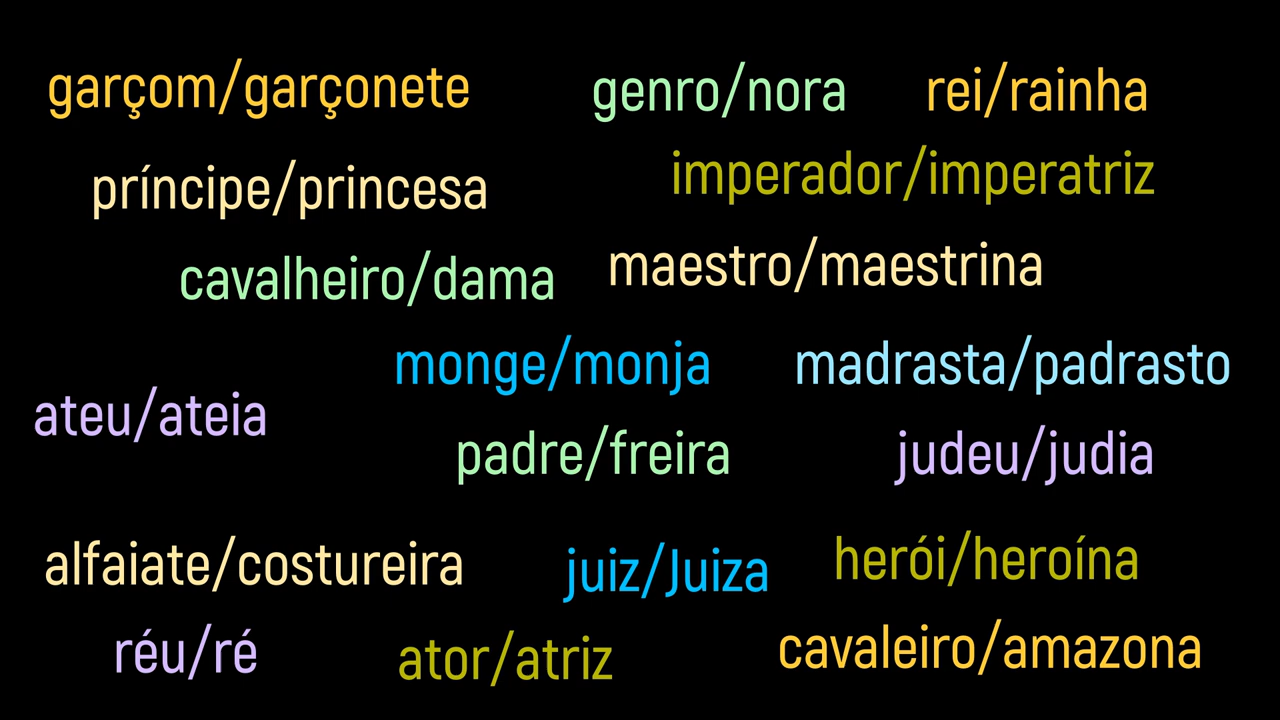 garçom/garçonete
genro/nora
rei/rainha
príncipe/princesa
imperador/imperatriz
cavalheiro/dama
maestro/maestrina
monge/monja
madrasta/padrasto
ateu/ateia
padre/freira
judeu/judia
alfaiate/costureira
juiz/Juiza
herói/heroína
réu/ré
ator/atriz
cavaleiro/amazona